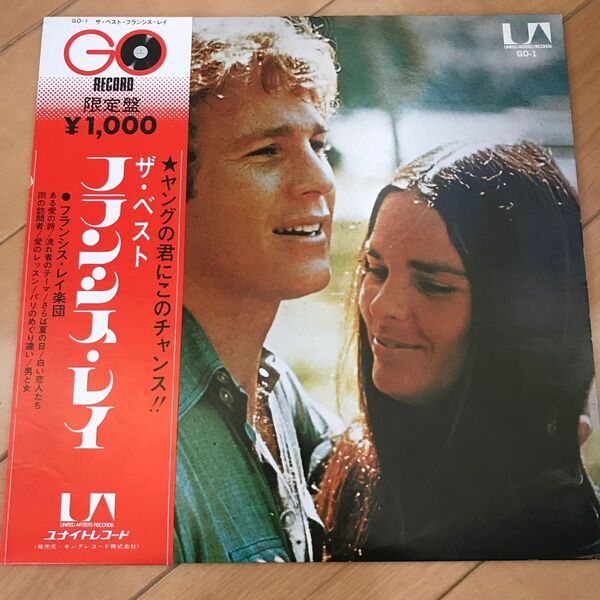 GO-1 ザ・ベスト・フランシス・レイ
GO
RECORD
限定盤
¥1,000
★ヤングの君にこのチャンス!!
ザ・ベスト
フランシス・レイ
●フランシス・レイ楽団
ある愛の詩/流れ者のテーマ/さらば夏の日/白い恋人たち
雨の訪問者/愛のレッスン/パリのめぐり逢い/男と女
UA
UNITED ARTISTS RECORDS
ユナイトレコード
<発売元・キングレコード株式会社>
UA
UNITED ARTISTS RECORDS
GO-1